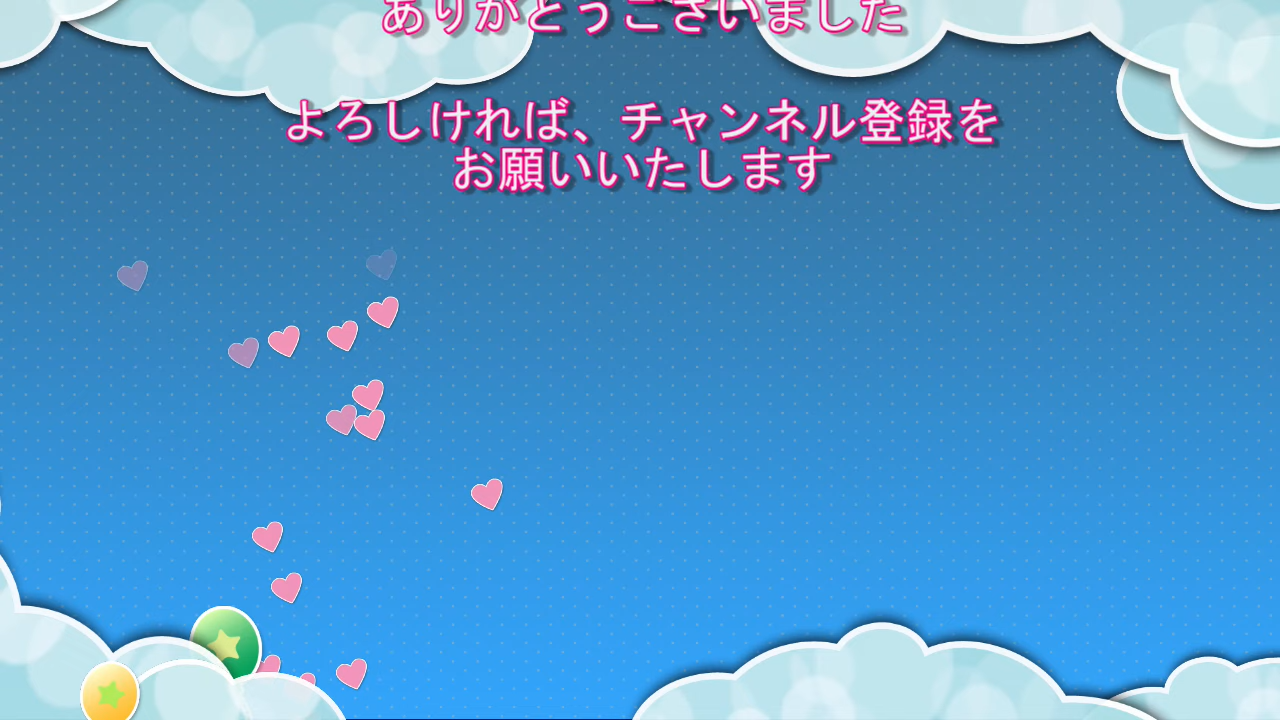 ありがとうございました
よろしければ、チャンネル登録を
お願いいたします